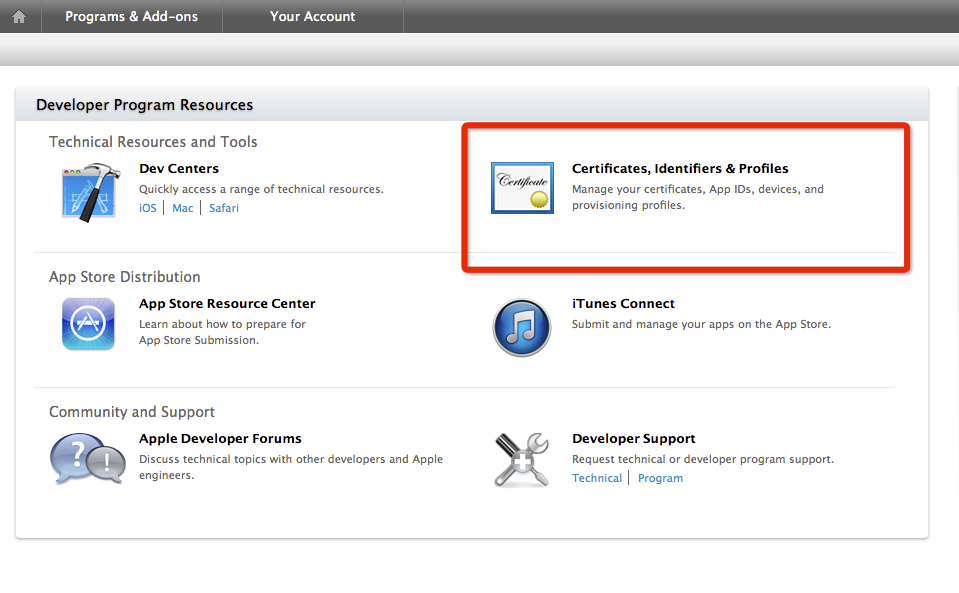 Programs & Add-ons
Your Account
Developer Program Resources
Technical Resources and Tools
Dev Centers
Quickly access a range of technical resources.
iOS | Mac | Safari
Certificate
Certificates, Identifiers & Profiles
Manage your certificates, App IDs, devices, and
provisioning profiles.
App Store Distribution
App Store Resource Center
Learn about how to prepare for
App Store Submission.
iTunes Connect
Submit and manage your apps on the App Store.
Community and Support
Apple Developer Forums
Discuss technical topics with other developers and Apple
engineers.
Developer Support
Request technical or developer program support.
Technical | Program